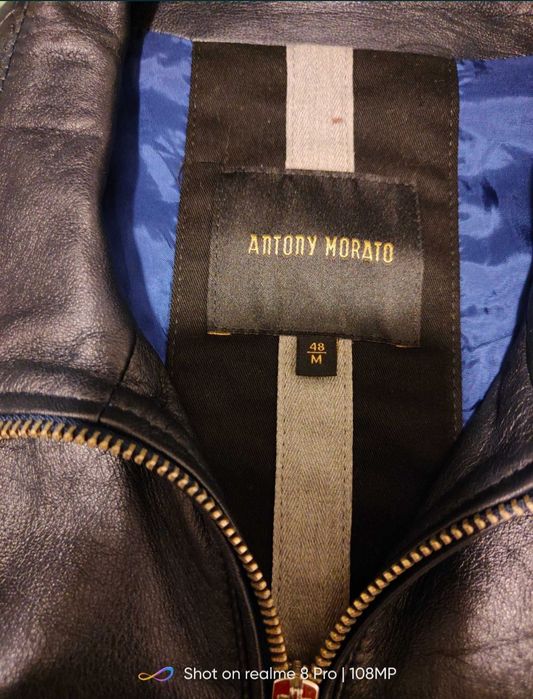 ANTONY MORATO
48
M
Shot on realme 8 Pro | 108MP